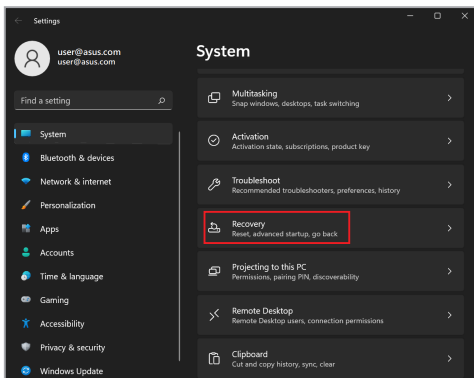 Settings
user@asus.com
user@asus.com
Find a setting
System
Bluetooth & devices
Network & internet
Personalization
Apps
Accounts
Time & language
Gaming
Accessibility
Privacy & security
Windows Update
System
Multitasking
Snap windows, desktops, task switching
Activation
Activation state, subscriptions, product key
Troubleshoot
Recommended troubleshooters, preferences, history
Recovery
Reset, advanced startup, go back
Projecting to this PC
Permissions, pairing PIN, discoverability
Remote Desktop
Remote Desktop users, connection permissions
Clipboard
Cut and copy history, sync, clear